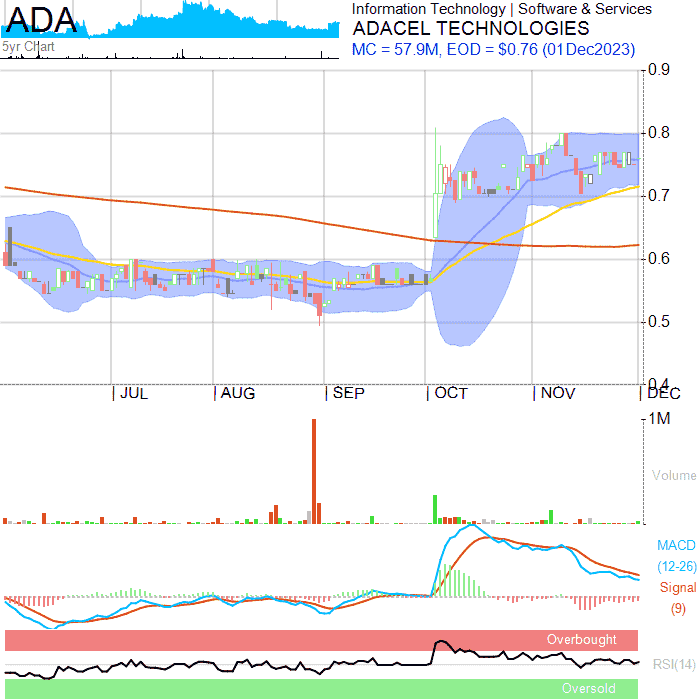 ADA
5yr Chart
Information Technology | Software & Services
ADACEL TECHNOLOGIES
MC = 57.9M, EOD = $0.76 (01Dec2023)
0.9
0.8
0.7
0.6
0.5
0.4
JUL
AUG
SEP
OCT
NOV
DEC
1M
Volume
MACD
(12-26)
Signal
(9)
Overbought
RSI(14)
Oversold